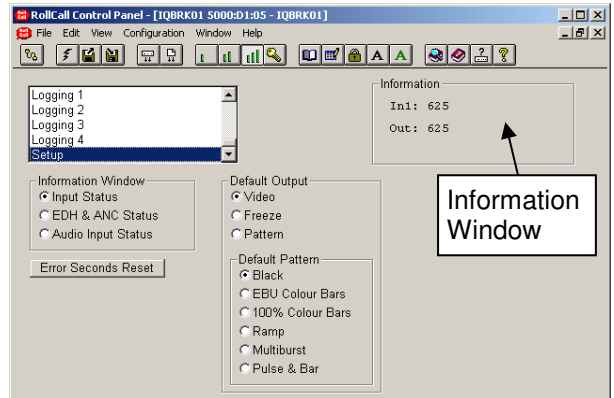 RollCall Control Panel - [IQBRK01 5000:D1:05 - IQBRK01]
File Edit View Configuration Window Help
A A
Logging 1
Logging 2
Logging 3
Logging 4
Setup
Information
In1: 625
Out: 625
Information
Window
Information Window
Input Status
EDH & ANC Status
Audio Input Status
Error Seconds Reset
Default Output
Video
Freeze
Pattern
Default Pattern
Black
EBU Colour Bars
100% Colour Bars
Ramp
Multiburst
Pulse & Bar